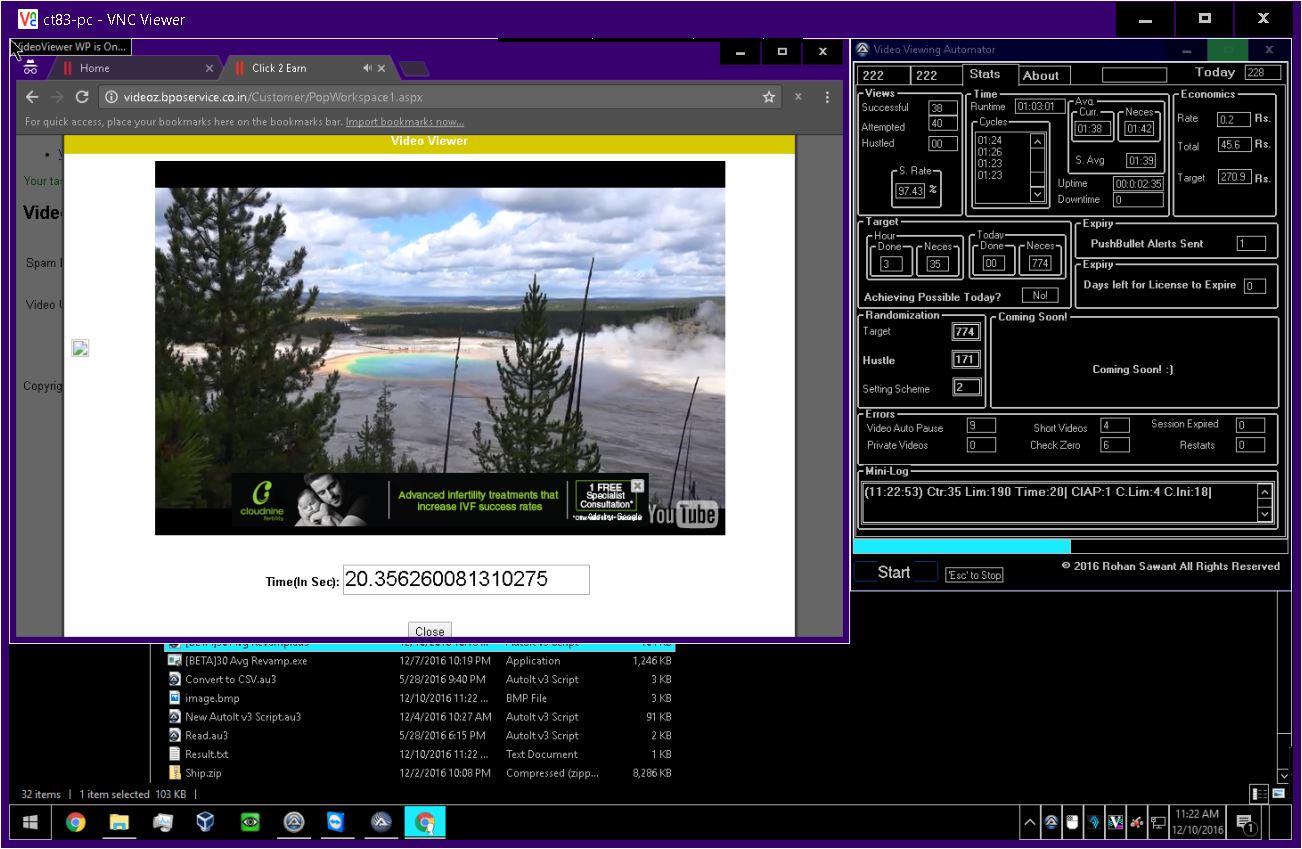 ct83-pc - VNC Viewer
VideoViewer WP is On...
Home
Click 2 Earn
videoz.bposervice.co.in/Customer/PopWorkspace1.aspx
For quick access, place your bookmarks here on the bookmarks bar. Import bookmarks now...
Video Viewer
Your ta
Vide
Spam
Video
Copyrig
cloudnine
fertility
Advanced infertility treatments that
increase IVF success rates
1 FREE
Specialist
Consultation*
Ads by Google
YouTube
Time(In Sec): 20.356260081310275
Close
Video Viewing Automator
222 222 Stats About Today 228
Views
Successful 38
Attempted 40
Hustled 00
S. Rate
97.43 %
Time
Runtime 01:03:01
Cycles
01:24
01:26
01:23
01:23
Avg.
Curr. Neces
01:38 01:42
S. Avg 01:39
Uptime 00:0:02:35
Downtime 0
Economics
Rate 0.2 Rs.
Total 45.6 Rs.
Target 270.9 Rs.
Target
Hour
Done Neces
3 35
Today
Done Neces
00 774
Achieving Possible Today? No!
Expiry
PushBullet Alerts Sent 1
Expiry
Days left for License to Expire 0
Randomization
Target 774
Hustle 171
Setting Scheme 2
Coming Soon!
Coming Soon! :)
Errors
Video Auto Pause 9 Short Videos 4 Session Expired 0
Private Videos 0 Check Zero 6 Restarts 0
Mini-Log
(11:22:53) Ctr:35 Lim:190 Time:20| CIAP:1 C.Lim:4 C.Ini:18|
Start 'Esc' to Stop © 2016 Rohan Sawant All Rights Reserved
[BETA]30 Avg Revamp.exe 12/7/2016 10:19 PM Application 1,246 KB
Convert to CSV.au3 5/28/2016 9:40 PM AutoIt v3 Script 3 KB
image.bmp 12/10/2016 11:22 ... BMP File 3 KB
New AutoIt v3 Script.au3 12/4/2016 10:27 AM AutoIt v3 Script 91 KB
Read.au3 5/28/2016 6:15 PM AutoIt v3 Script 2 KB
Result.txt 12/10/2016 11:22 ... Text Document 1 KB
Ship.zip 12/2/2016 10:08 PM Compressed (zipp... 8,286 KB
32 items 1 item selected 103 KB
11:22 AM
12/10/2016
1